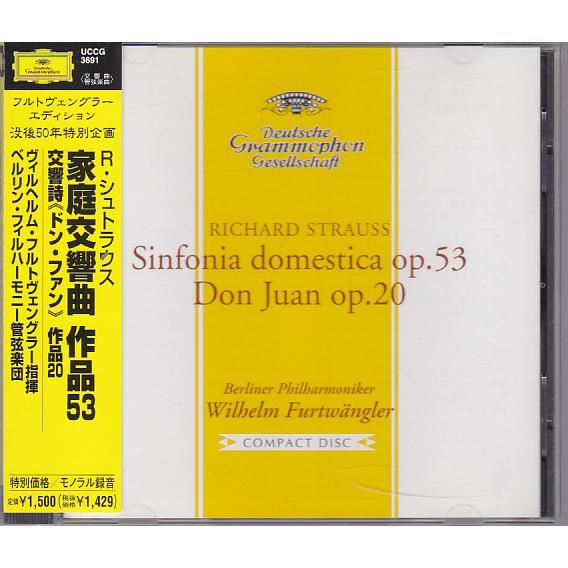 Deutsche
Grammophon
UCCG
3691
〈交響曲
管弦楽曲〉
フルトヴェングラー
エディション
没後50年特別企画
R・シュトラウス
家庭交響曲 作品53
交響詩《ドン・ファン》 作品20
ヴィルヘルム・フルトヴェングラー指揮
ベルリン・フィルハーモニー管弦楽団
特別価格/モノラル録音
定価¥1,500(税抜価格¥1,429)
Deutsche
Grammophon
Gesellschaft
RICHARD STRAUSS
Sinfonia domestica op.53
Don Juan op.20
Berliner Philharmoniker
Wilhelm Furtwängler
COMPACT DISC